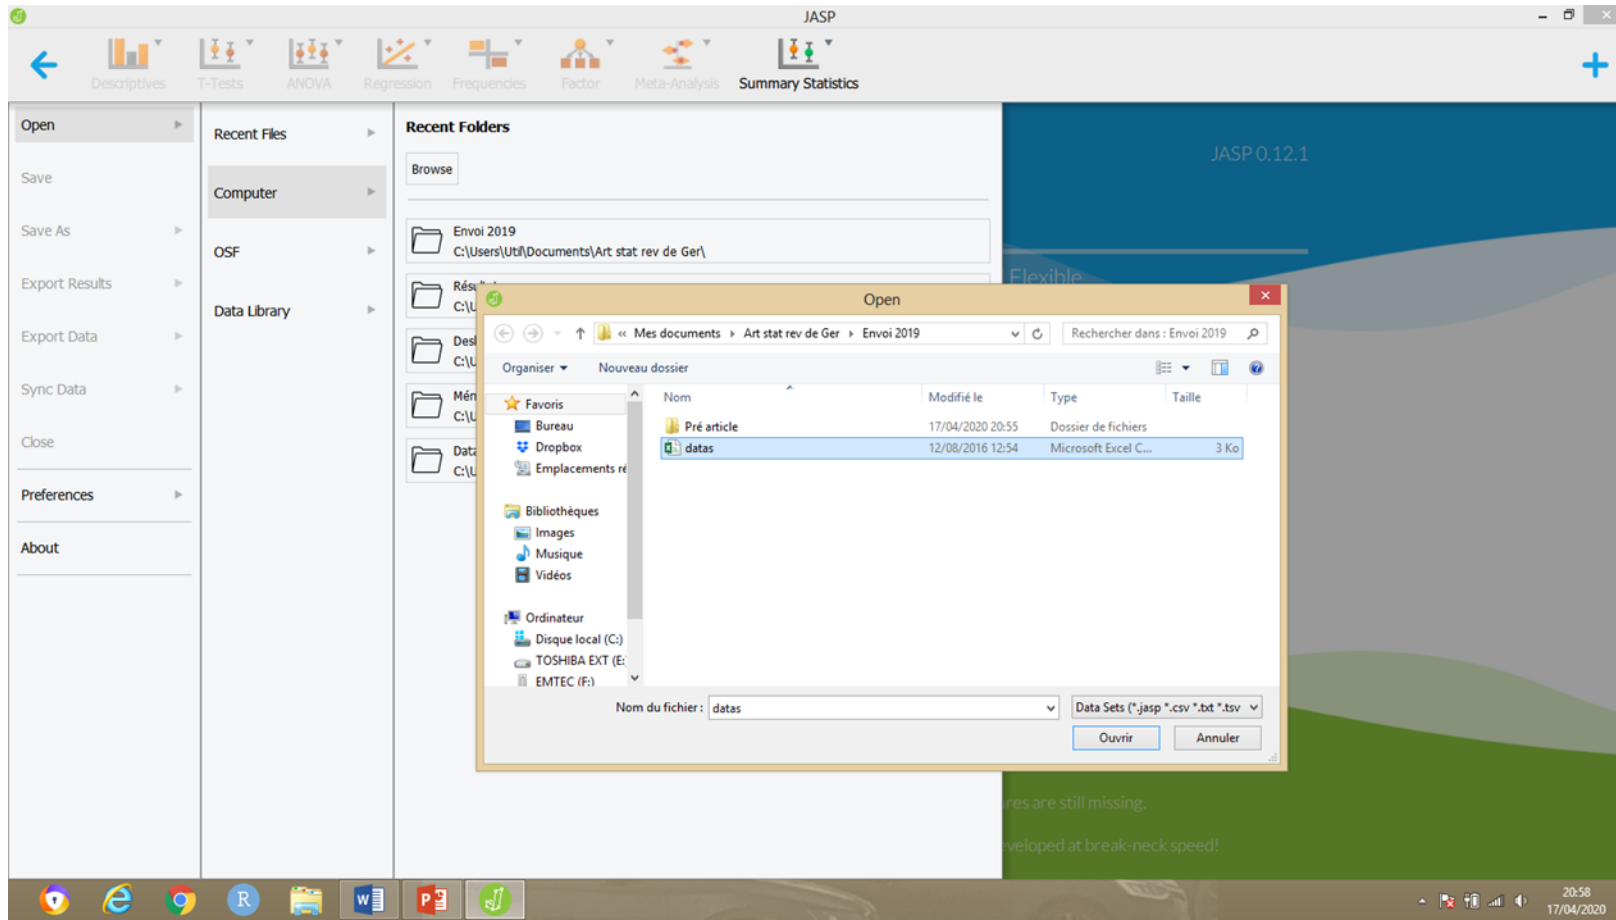 JASP
Descriptives
T-Tests
ANOVA
Regression
Frequencies
Factor
Meta-Analysis
Summary Statistics
Open
Save
Save As
Export Results
Export Data
Sync Data
Close
Preferences
About
Recent Files
Computer
OSF
Data Library
Recent Folders
Browse
Envoi 2019
C:\Users\Util\Documents\Art stat rev de Ger\
JASP 0.12.1
Flexible
Open
« Mes documents Art stat rev de Ger Envoi 2019
Rechercher dans : Envoi 2019
Organiser
Nouveau dossier
Favoris
Bureau
Dropbox
Emplacements
Bibliothèques
Images
Musique
Vidéos
Ordinateur
Disque local (C:)
TOSHIBA EXT (E:
EMTEC (F:)
Nom Modifié le Type Taille
Pré article 17/04/2020 20:55 Dossier de fichiers
datas 12/08/2016 12:54 Microsoft Excel C... 3 Ko
Nom du fichier : datas
Data Sets (*.jasp *.csv *.txt *.tsv
Ouvrir
Annuler
are still missing.
at break-neck speed!
20:58
17/04/2020